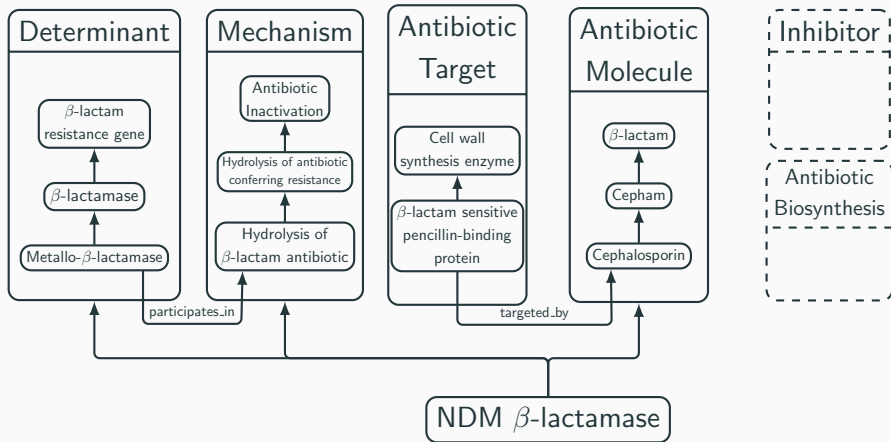 Determinant
β-lactam
resistance gene
β-lactamase
Metallo-β-lactamase
Mechanism
Antibiotic
Inactivation
Hydrolysis of antibiotic
conferring resistance
Hydrolysis of
β-lactam antibiotic
participates_in
Antibiotic
Target
Cell wall
synthesis enzyme
β-lactam sensitive
pencillin-binding
protein
targeted_by
Antibiotic
Molecule
β-lactam
Cepham
Cephalosporin
Inhibitor
Antibiotic
Biosynthesis
NDM β-lactamase